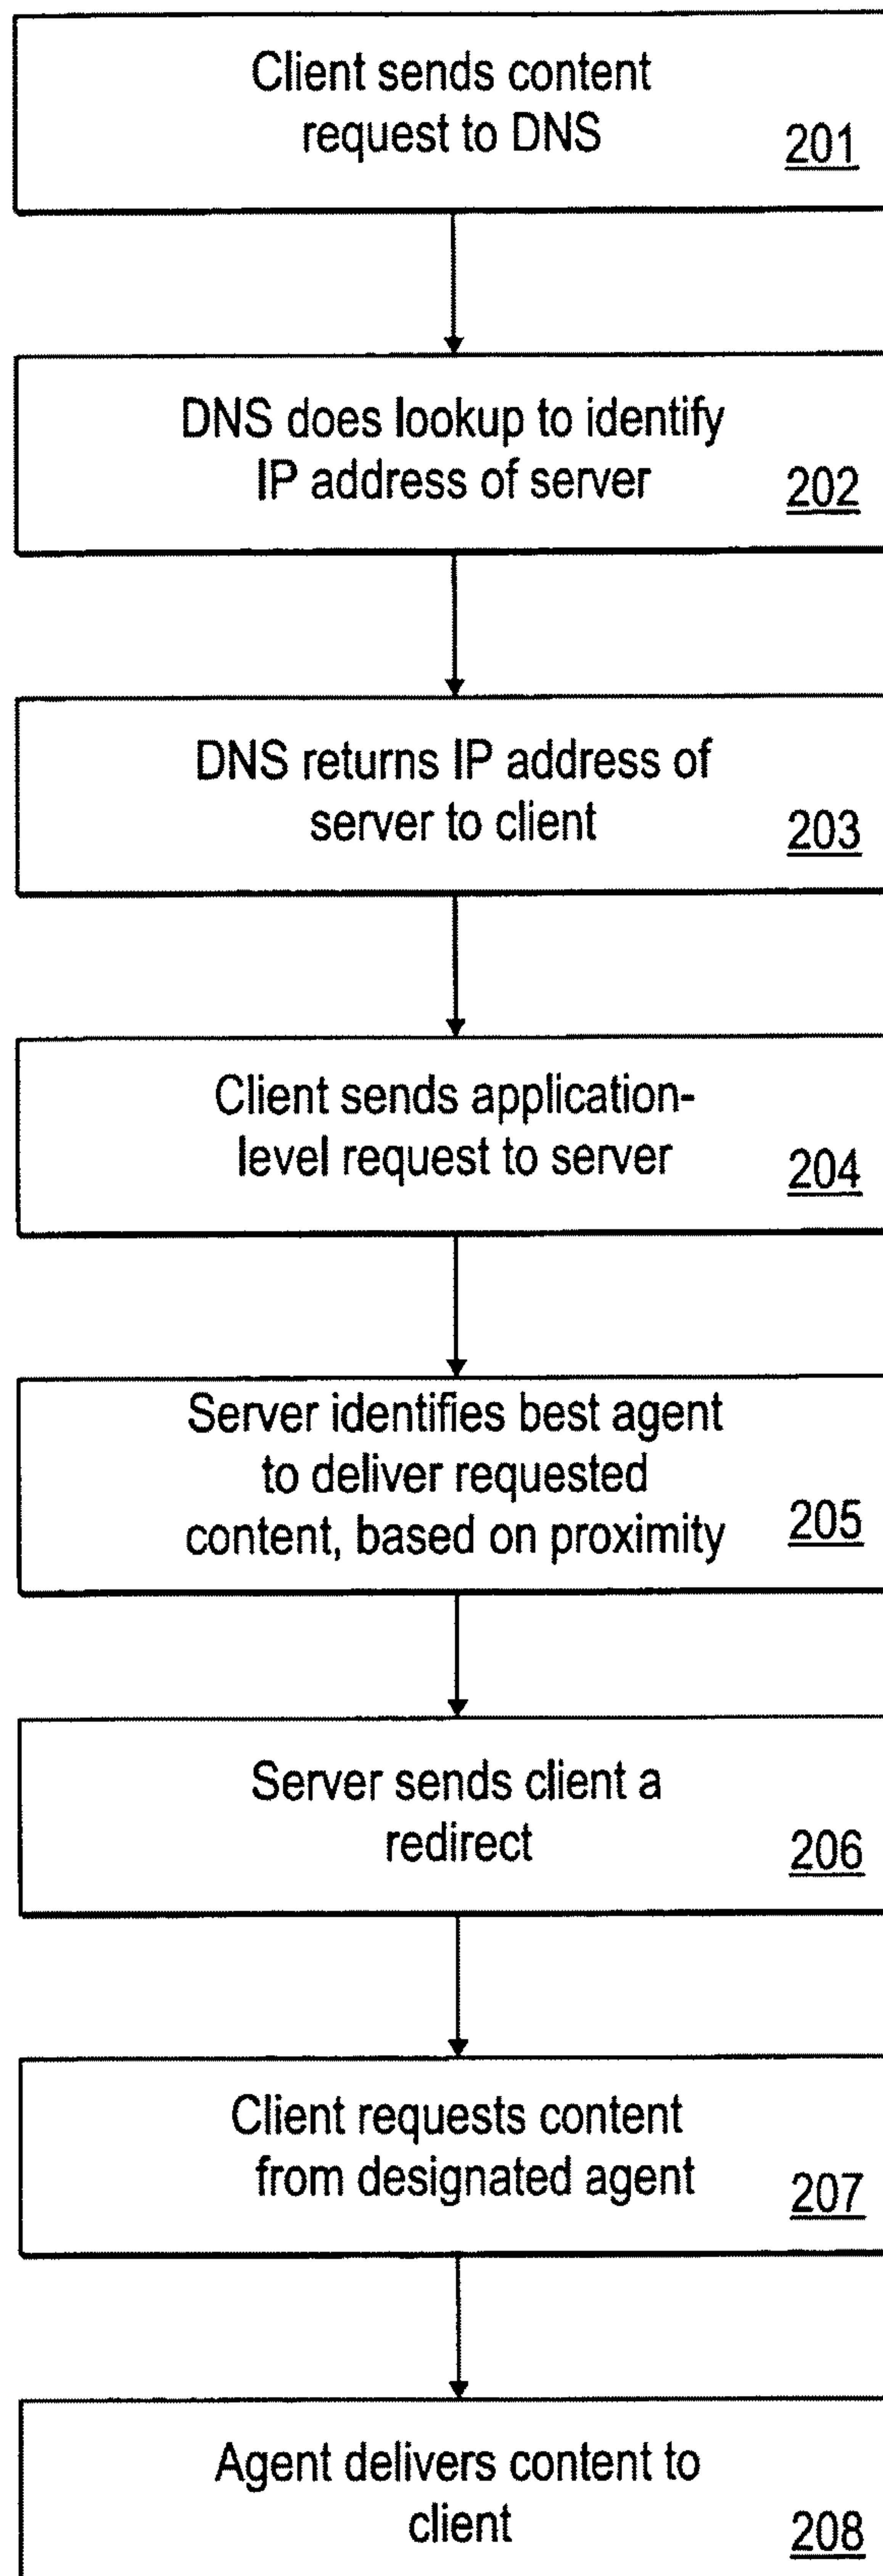 Client sends content
request to DNS
201
DNS does lookup to identify
IP address of server
202
DNS returns IP address of
server to client
203
Client sends application-
level request to server
204
Server identifies best agent
to deliver requested
content, based on proximity
205
Server sends client a
redirect
206
Client requests content
from designated agent
207
Agent delivers content to
client
208